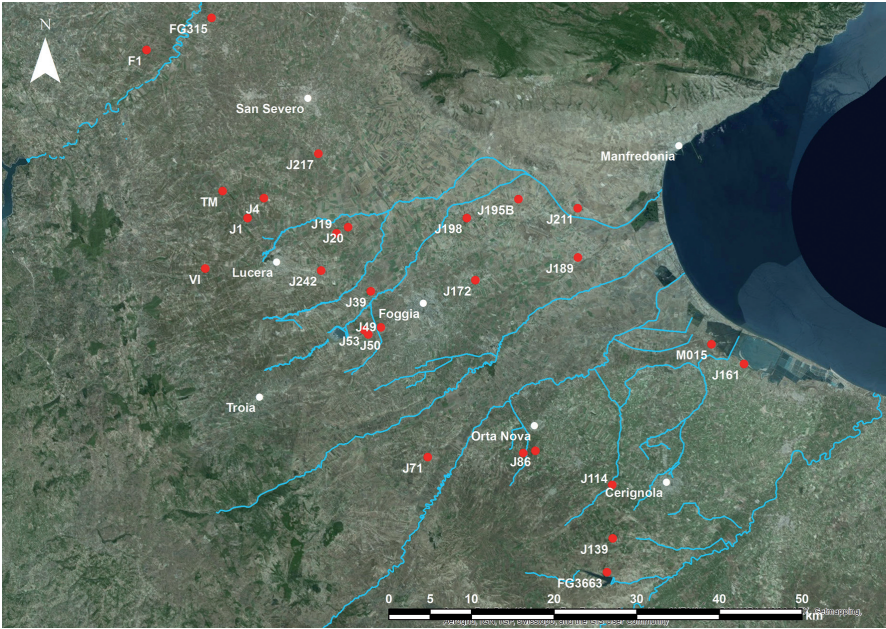 N
FG315
F1
San Severo
Manfredonia
J217
TM
J4
J195B
J1
J19
J198
J211
J20
Lucera
J189
VI
J242
J172
J39
Foggia
J49
J53
J50
M015
J161
Troia
Orta Nova
J86
J71
J114
Cerignola
J139
FG3663
0 5 10 20 30 40 50
km